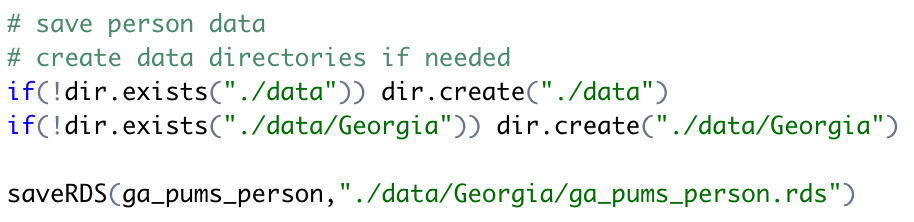 # save person data
# create data directories if needed
if(!dir.exists("./data")) dir.create("./data")
if(!dir.exists("./data/Georgia")) dir.create("./data/Georgia")
saveRDS(ga_pums_person,"./data/Georgia/ga_pums_person.rds")